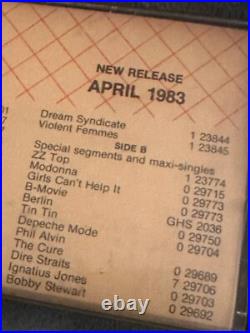 NEW RELEASE
APRIL 1983
01 Dream Syndicate 1 23844
7 Violent Femmes 1 23845
SIDE B
Special segments and maxi-singles
ZZ Top 1 23774
Modonna 0 29715
Girls Can't Help It 0 29773
B-Movie 0 29773
Berlin GHS 2036
Tin Tin 0 29750
Depeche Mode 0 29704
Phil Alvin
The Cure 0 29689
Dire Straits 7 29706
Ignatius Jones 0 29703
Bobby Stewart 0 29692